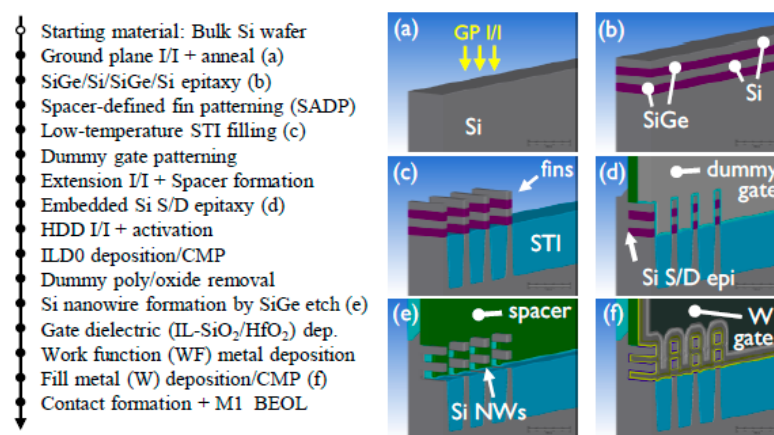 Starting material: Bulk Si wafer
Ground plane I/I + anneal (a)
SiGe/Si/SiGe/Si epitaxy (b)
Spacer-defined fin patterning (SADP)
Low-temperature STI filling (c)
Dummy gate patterning
Extension I/I + Spacer formation
Embedded Si S/D epitaxy (d)
HDD I/I + activation
ILD0 deposition/CMP
Dummy poly/oxide removal
Si nanowire formation by SiGe etch (e)
Gate dielectric (IL-SiO₂/HfO₂) dep.
Work function (WF) metal deposition
Fill metal (W) deposition/CMP (f)
Contact formation + M1 BEOL
(a)
GP I/I
Si
(b)
SiGe
Si
(c)
fins
STI
(d)
dummy
gate
Si S/D epi
(e)
spacer
Si NWs
(f)
W
gate